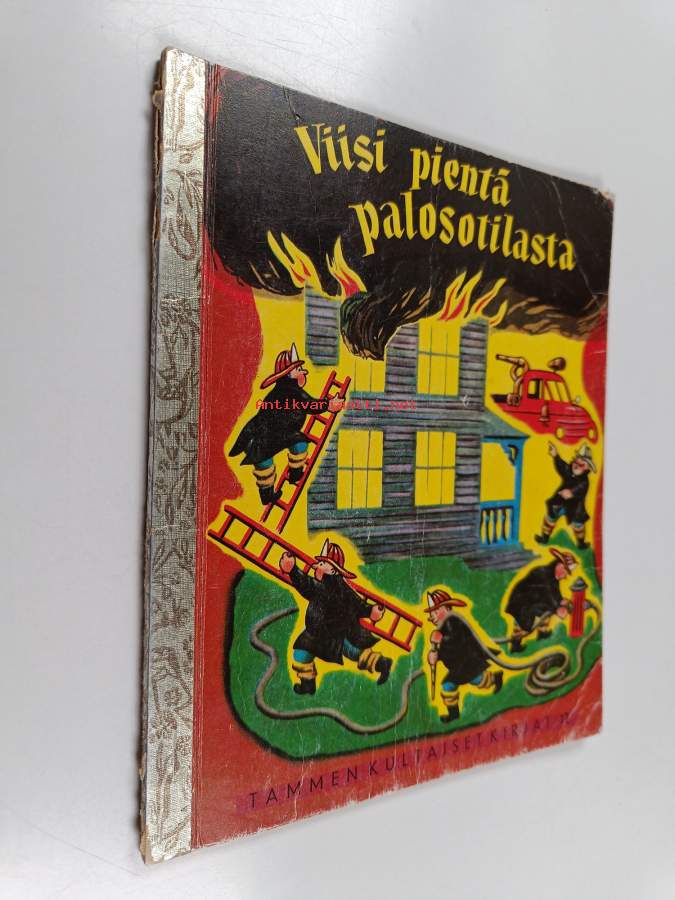 Viisi pientä
palosotilasta
antikvariaatti.net
TAMMEN KULTAISET KIRJAT